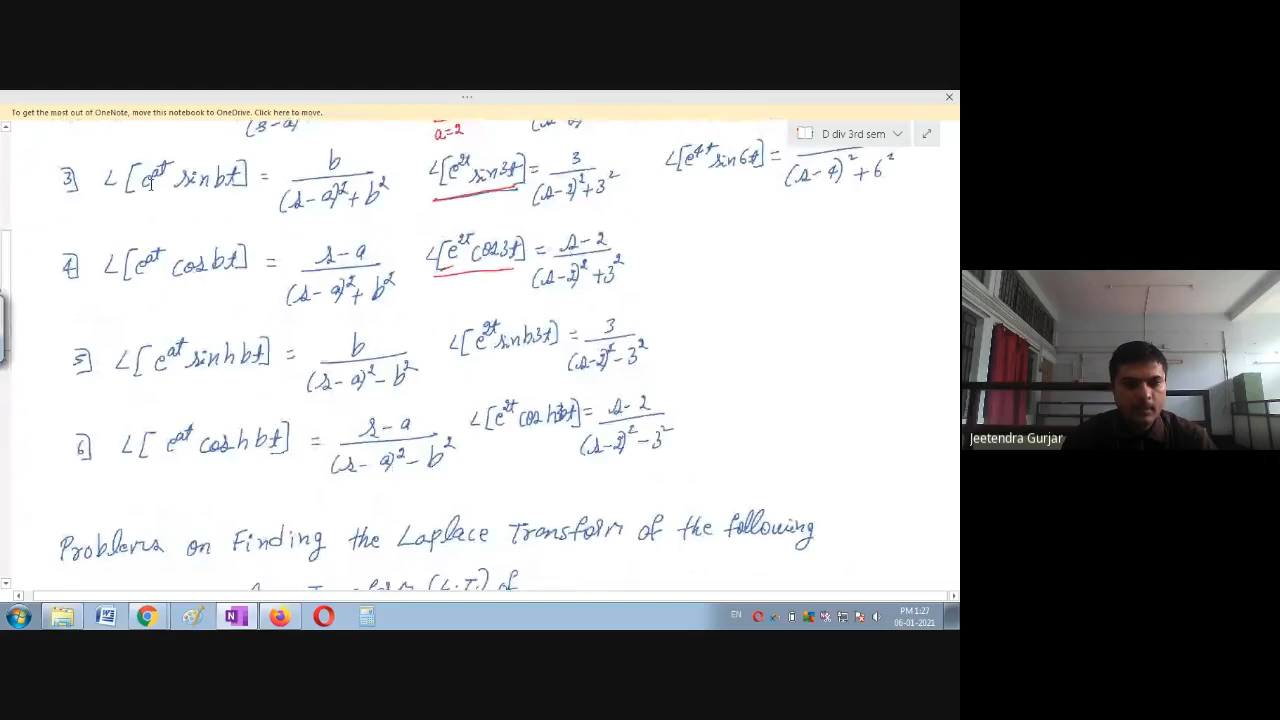 To get the most out of OneNote, move this notebook to OneDrive. Click here to move.
D div 3rd sem
(s-a)
a=2
3] L[e^at sin bt] = b / (s-a)^2 + b^2
L[e^2t sin 3t] = 3 / (s-2)^2 + 3^2
L[e^4t sin 6t] = / (s-4)^2 + 6^2
4] L[e^at cos bt] = s-a / (s-a)^2 + b^2
L[e^2t cos 3t] = s-2 / (s-2)^2 + 3^2
5] L[e^at sinh bt] = b / (s-a)^2 - b^2
L[e^2t sinh 3t] = 3 / (s-2)^2 - 3^2
6] L[e^at cosh bt] = s-a / (s-a)^2 - b^2
L[e^2t cosh ] = s-2 / (s-2)^2 - 3^2
Problems on Finding the Laplace Transform of the following
Transform (L.T.) of
Jeetendra Gurjar
EN
PM 1:27
06-01-2021